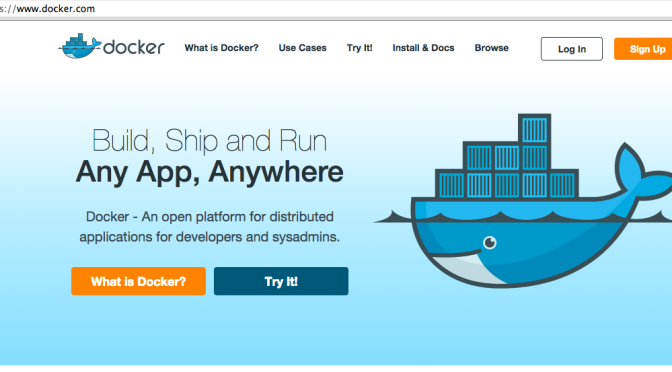 s://www.docker.com
docker What is Docker? Use Cases Try It! Install & Docs Browse Log In Sign Up
Build, Ship and Run
Any App, Anywhere
Docker - An open platform for distributed
applications for developers and sysadmins.
What is Docker? Try It!